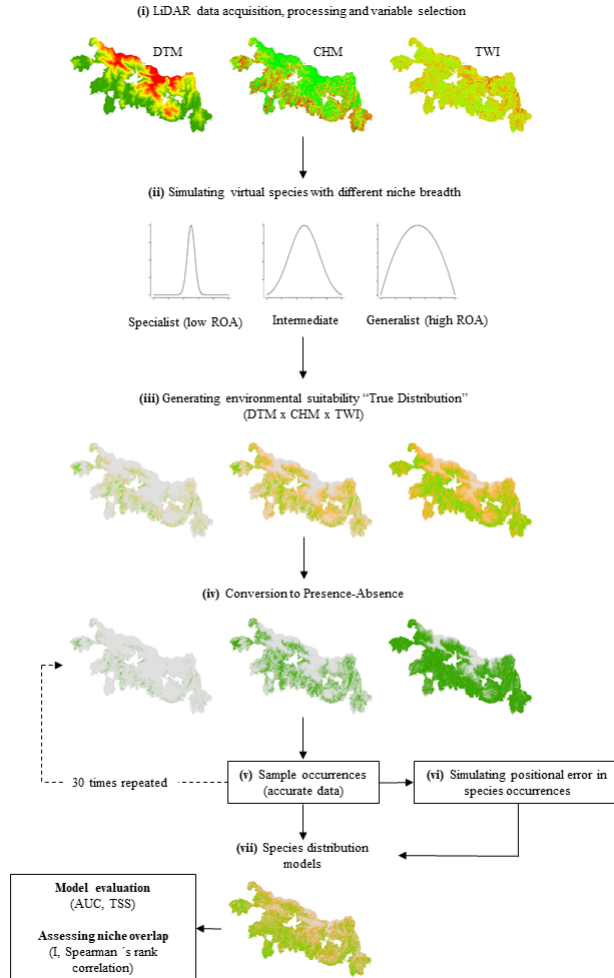 (i) LiDAR data acquisition, processing and variable selection
DTM
CHM
TWI
(ii) Simulating virtual species with different niche breadth
Specialist (low ROA)
Intermediate
Generalist (high ROA)
(iii) Generating environmental suitability “True Distribution”
(DTM x CHM x TWI)
(iv) Conversion to Presence-Absence
30 times repeated
(v) Sample occurrences
(accurate data)
(vi) Simulating positional error in
species occurrences
(vii) Species distribution
models
Model evaluation
(AUC, TSS)
Assessing niche overlap
(I, Spearman ´s rank
correlation)